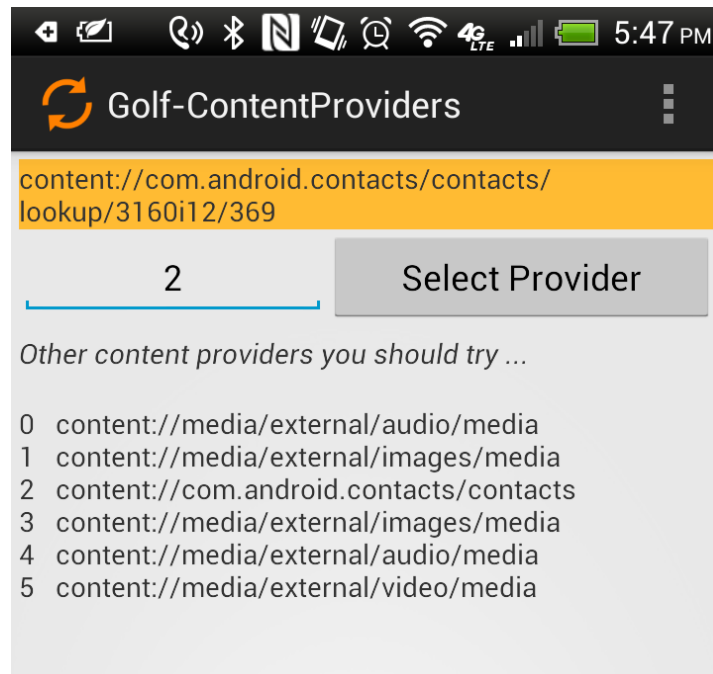 4G LTE 5:47 PM
Golf-ContentProviders
content://com.android.contacts/contacts/
lookup/3160i12/369
2 Select Provider
Other content providers you should try ...
0 content://media/external/audio/media
1 content://media/external/images/media
2 content://com.android.contacts/contacts
3 content://media/external/images/media
4 content://media/external/audio/media
5 content://media/external/video/media